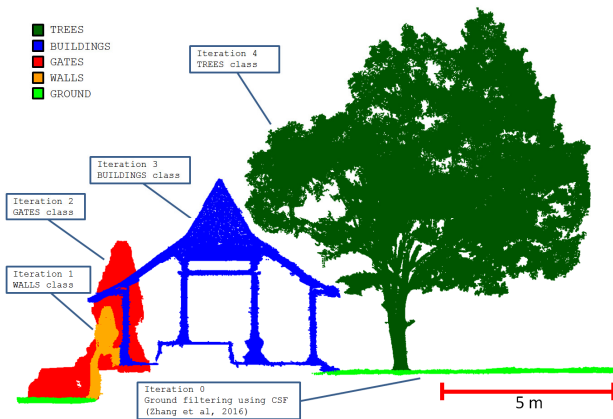 TREES
BUILDINGS
GATES
WALLS
GROUND
Iteration 4
TREES class
Iteration 3
BUILDINGS class
Iteration 2
GATES class
Iteration 1
WALLS class
Iteration 0
Ground filtering using CSF
(Zhang et al, 2016)
5 m